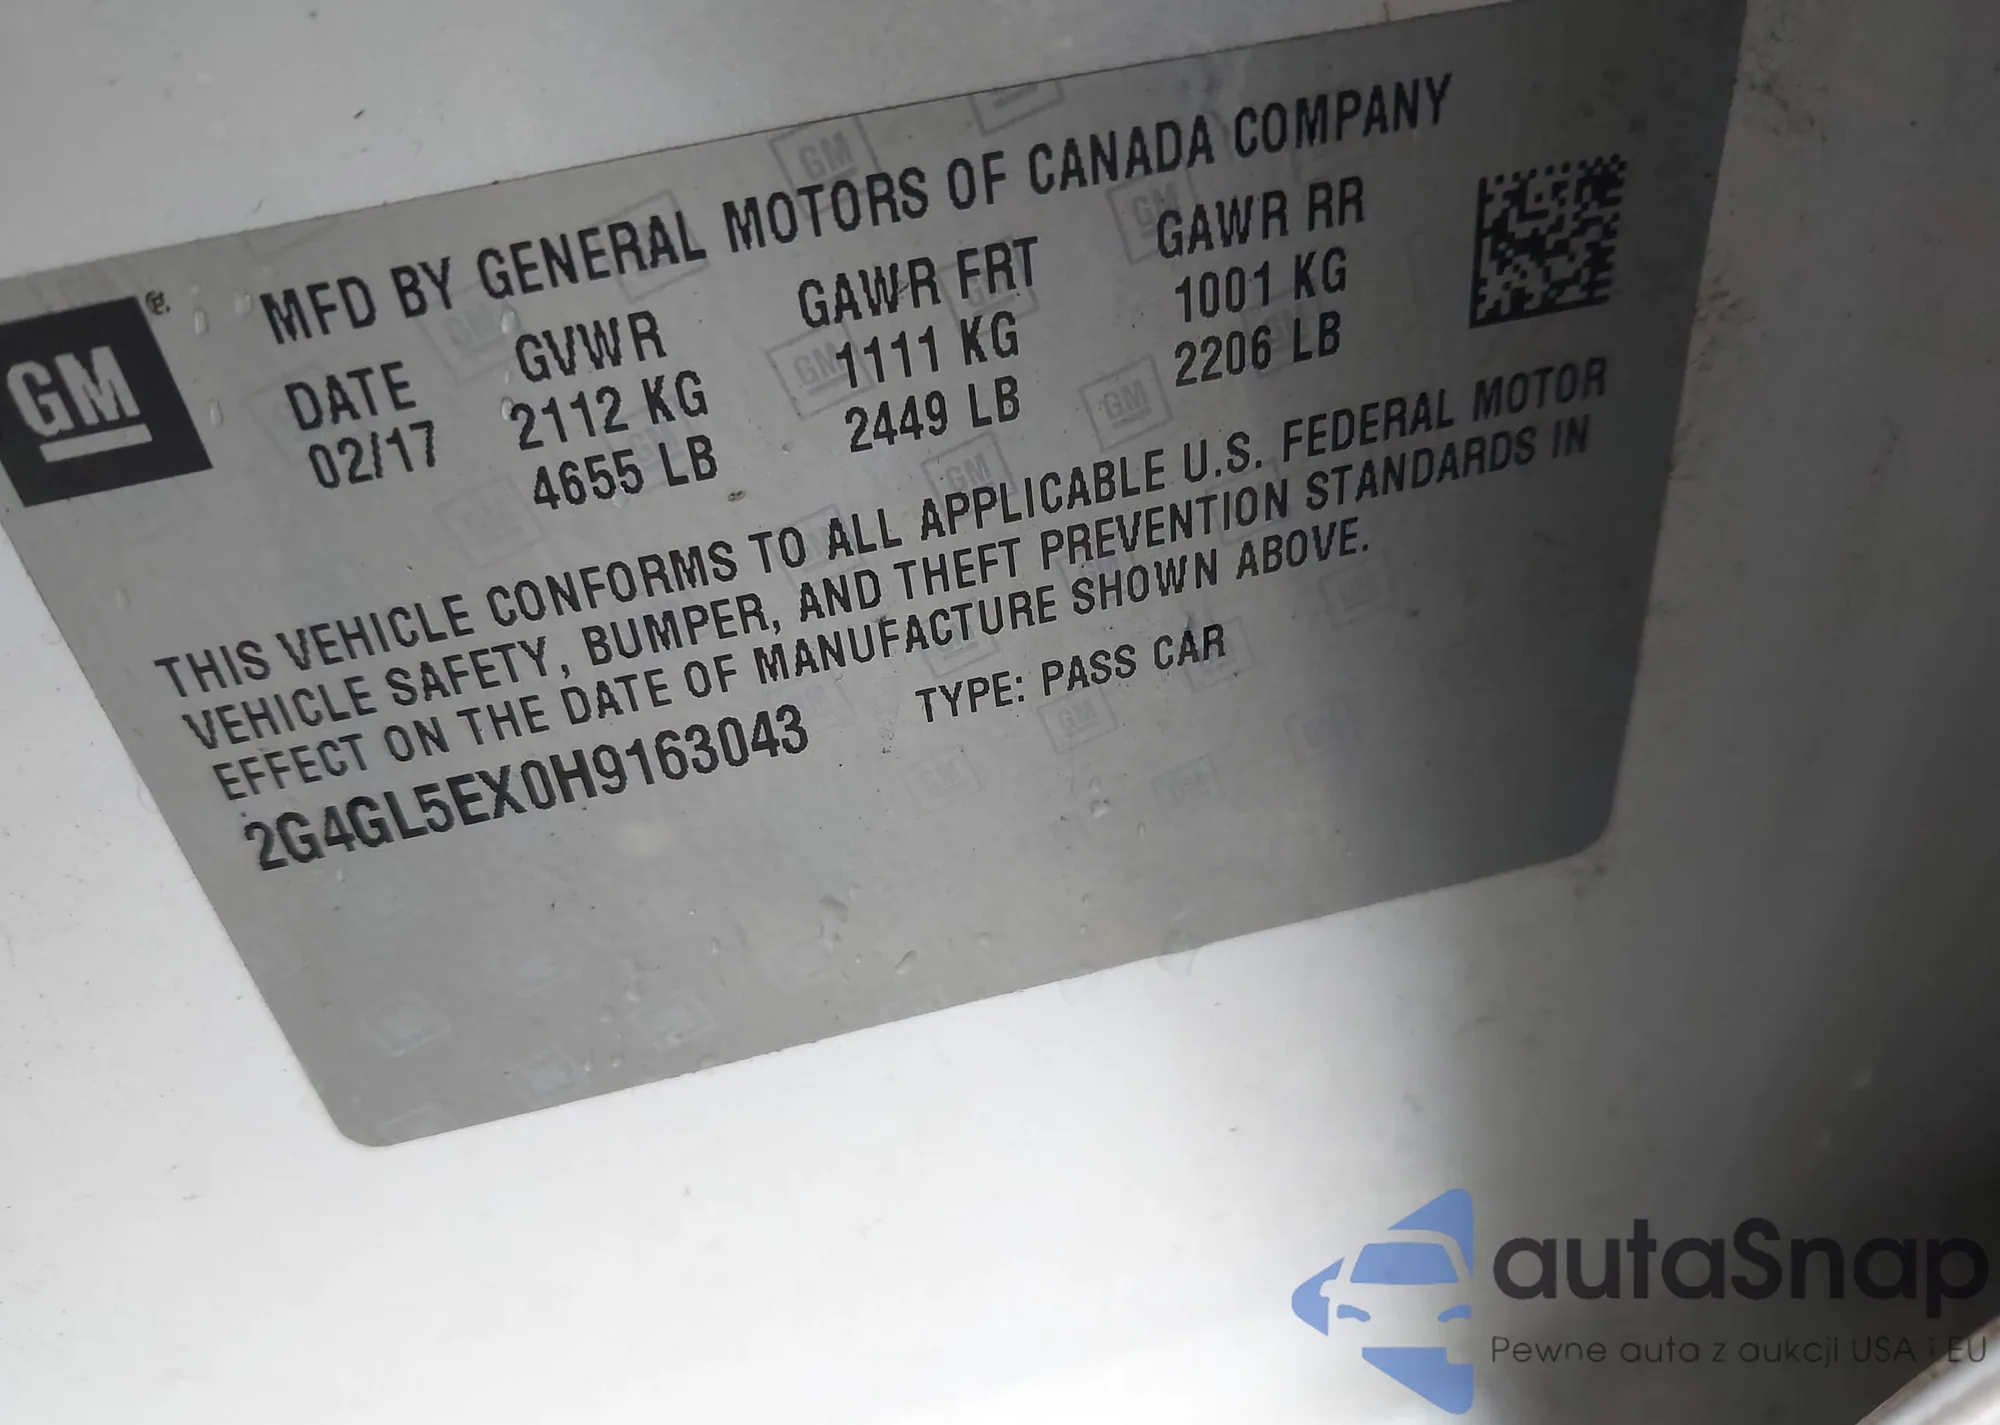 GM®
MFD BY GENERAL MOTORS OF CANADA COMPANY
DATE GVWR GAWR FRT GAWR RR
02/17 2112 KG 1111 KG 1001 KG
4655 LB 2449 LB 2206 LB
THIS VEHICLE CONFORMS TO ALL APPLICABLE U.S. FEDERAL MOTOR
VEHICLE SAFETY, BUMPER, AND THEFT PREVENTION STANDARDS IN
EFFECT ON THE DATE OF MANUFACTURE SHOWN ABOVE.
2G4GL5EX0H9163043 TYPE: PASS CAR
autaSnap
Pewne auta z aukcji USA i EU